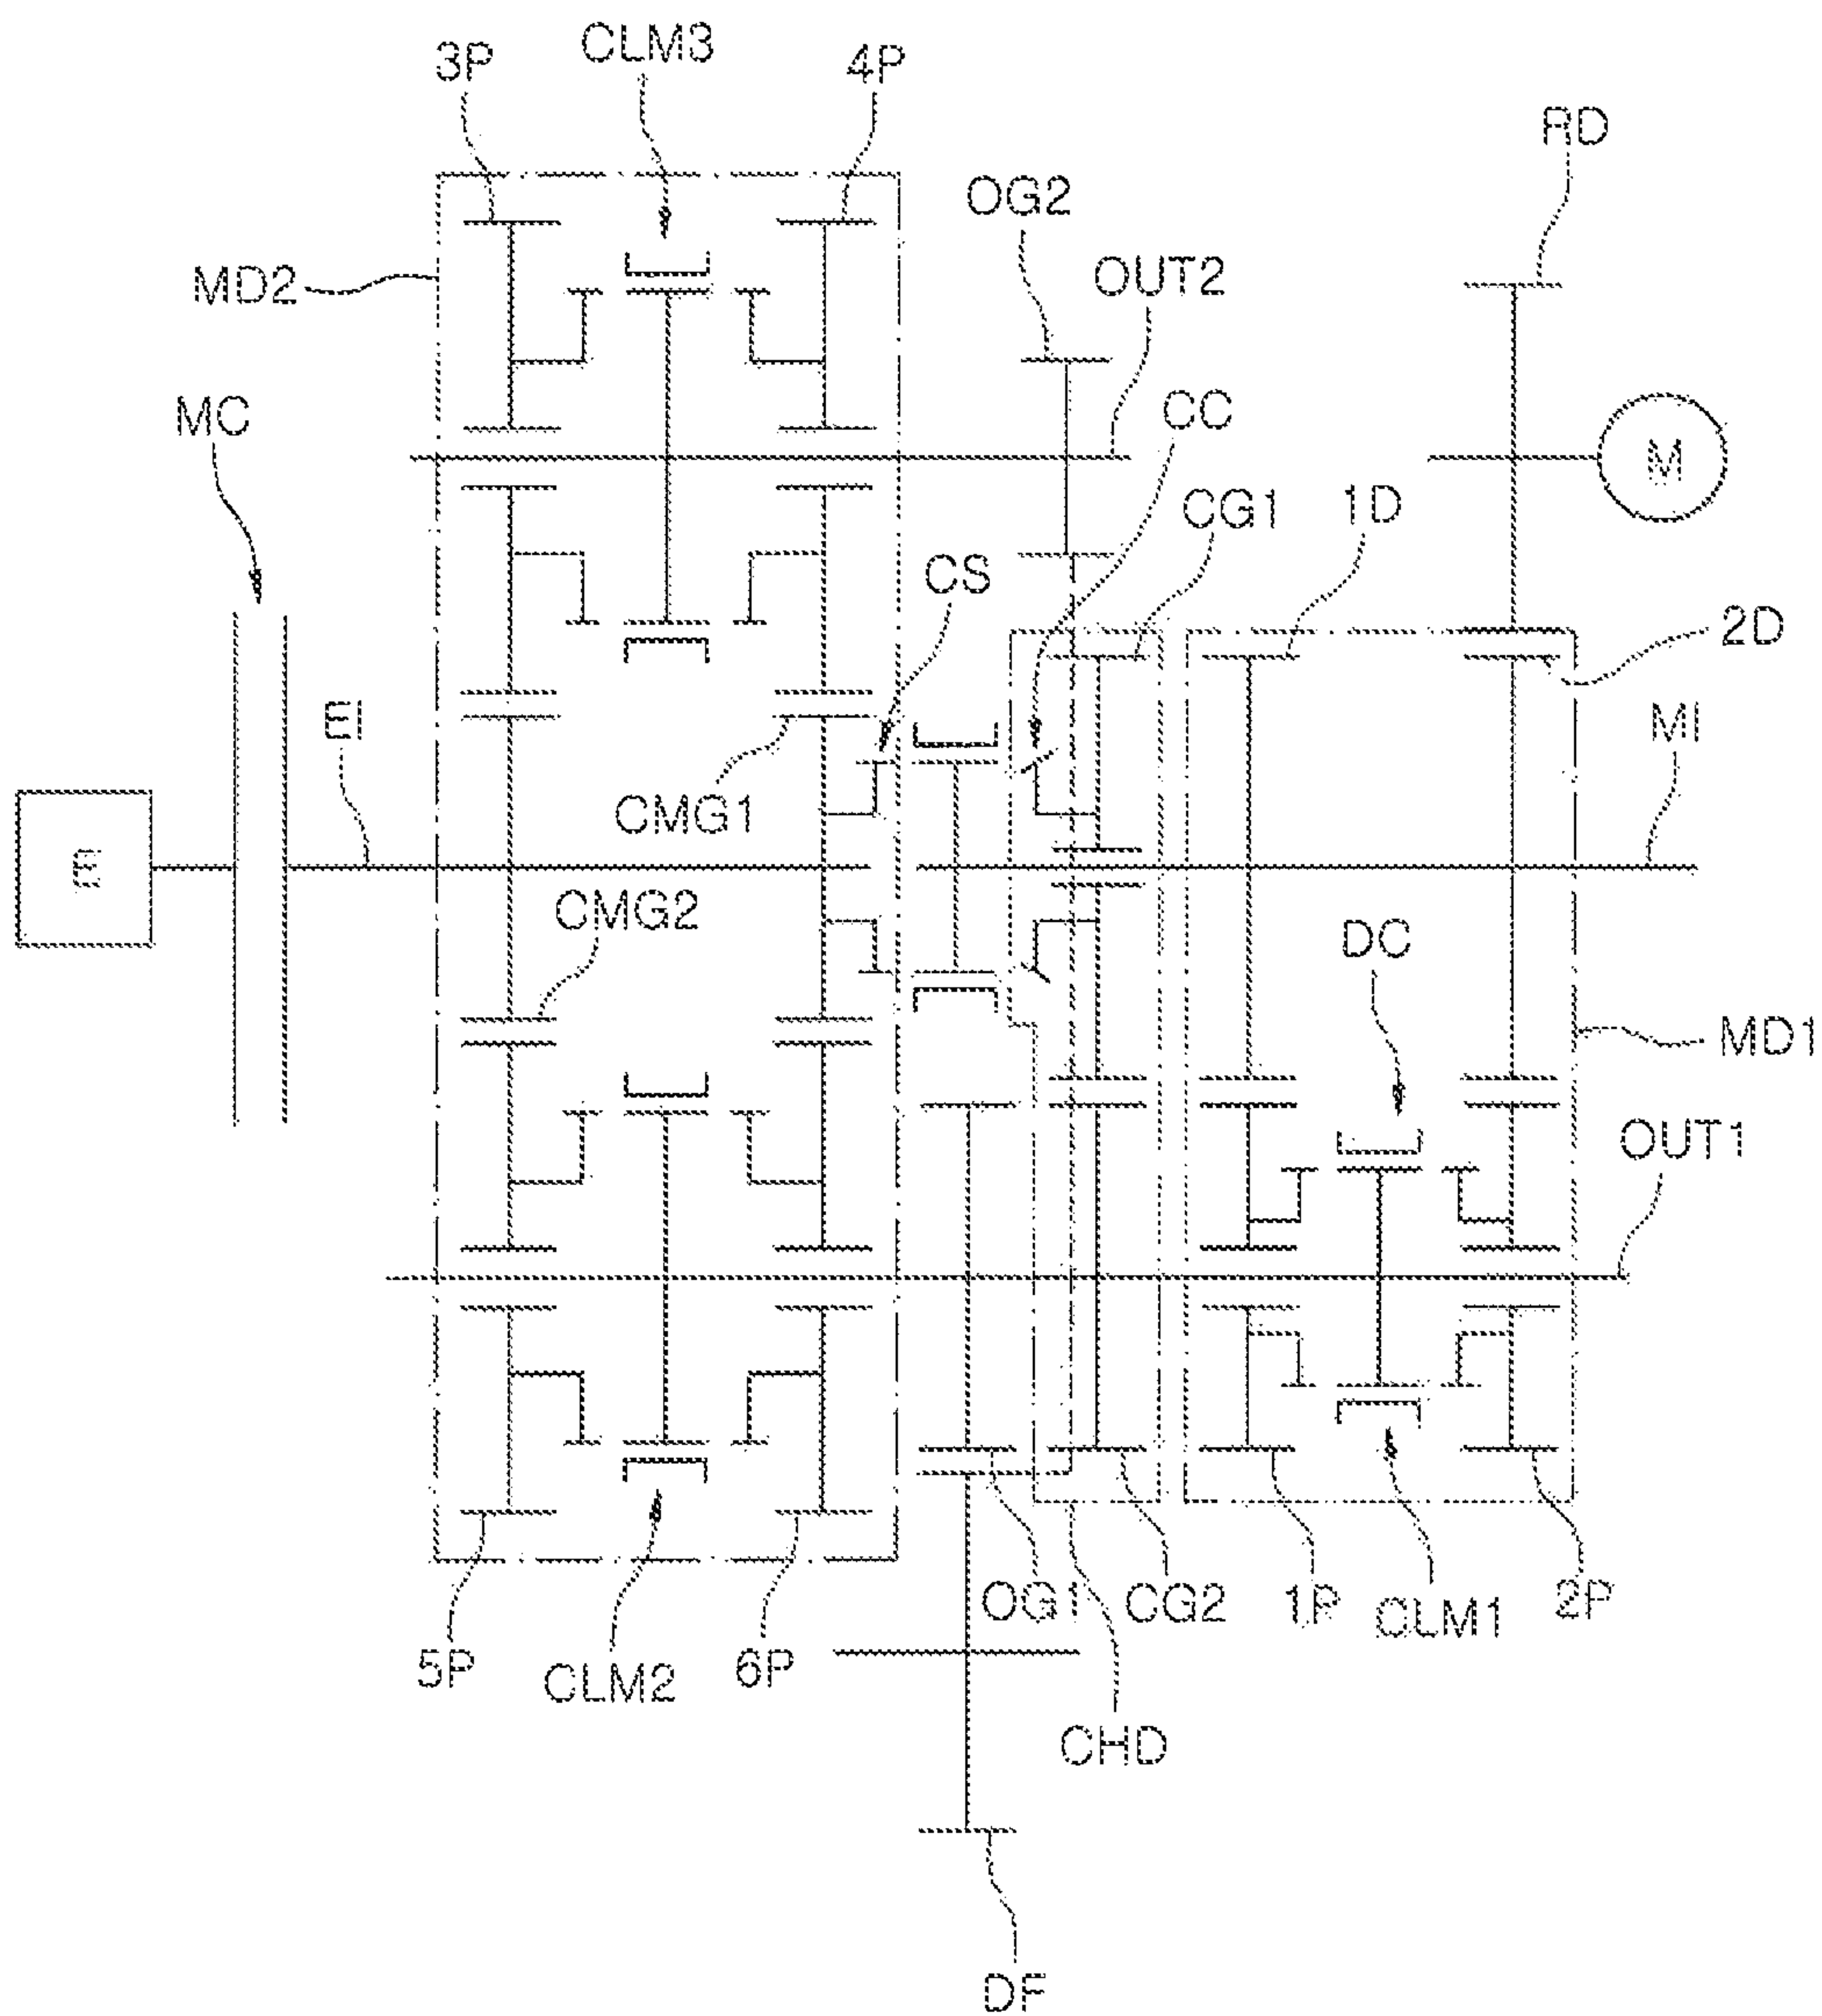 3P
CLM3
4P
RD
OG2
MD2
OUT2
MC
CC
M
CG1
1D
CS
2D
EI
MI
CMG1
E
CMG2
DC
MD1
OUT1
OG1
CG2
1P
CLM1
2P
5P
CLM2
6P
CHD
DF